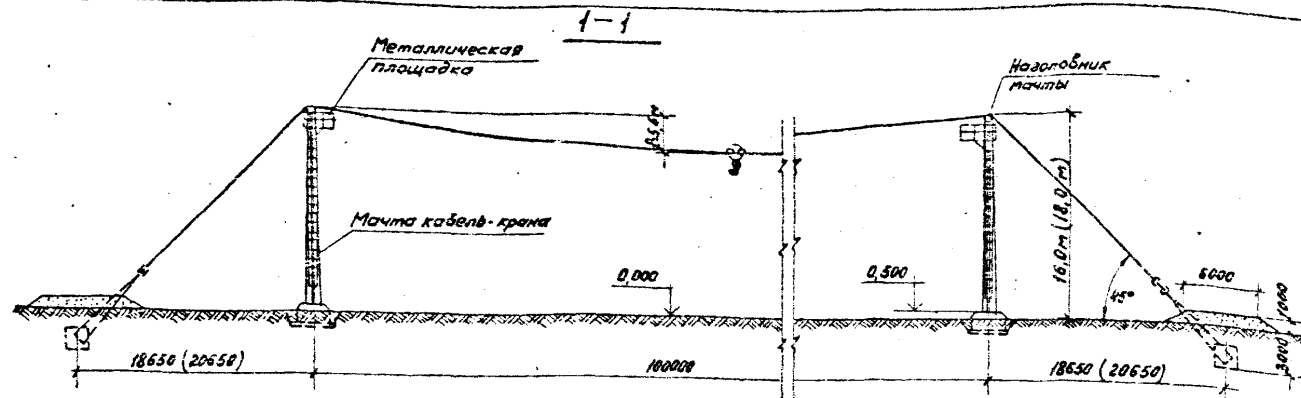 1-1
Металлическая
площадка
Наголовник
мачты
Мачта кабель-крана
0,000
0,500
16,0м (18,0м)
45°
6000
1000
3000
18650 (20650)
100000
18650 (20650)